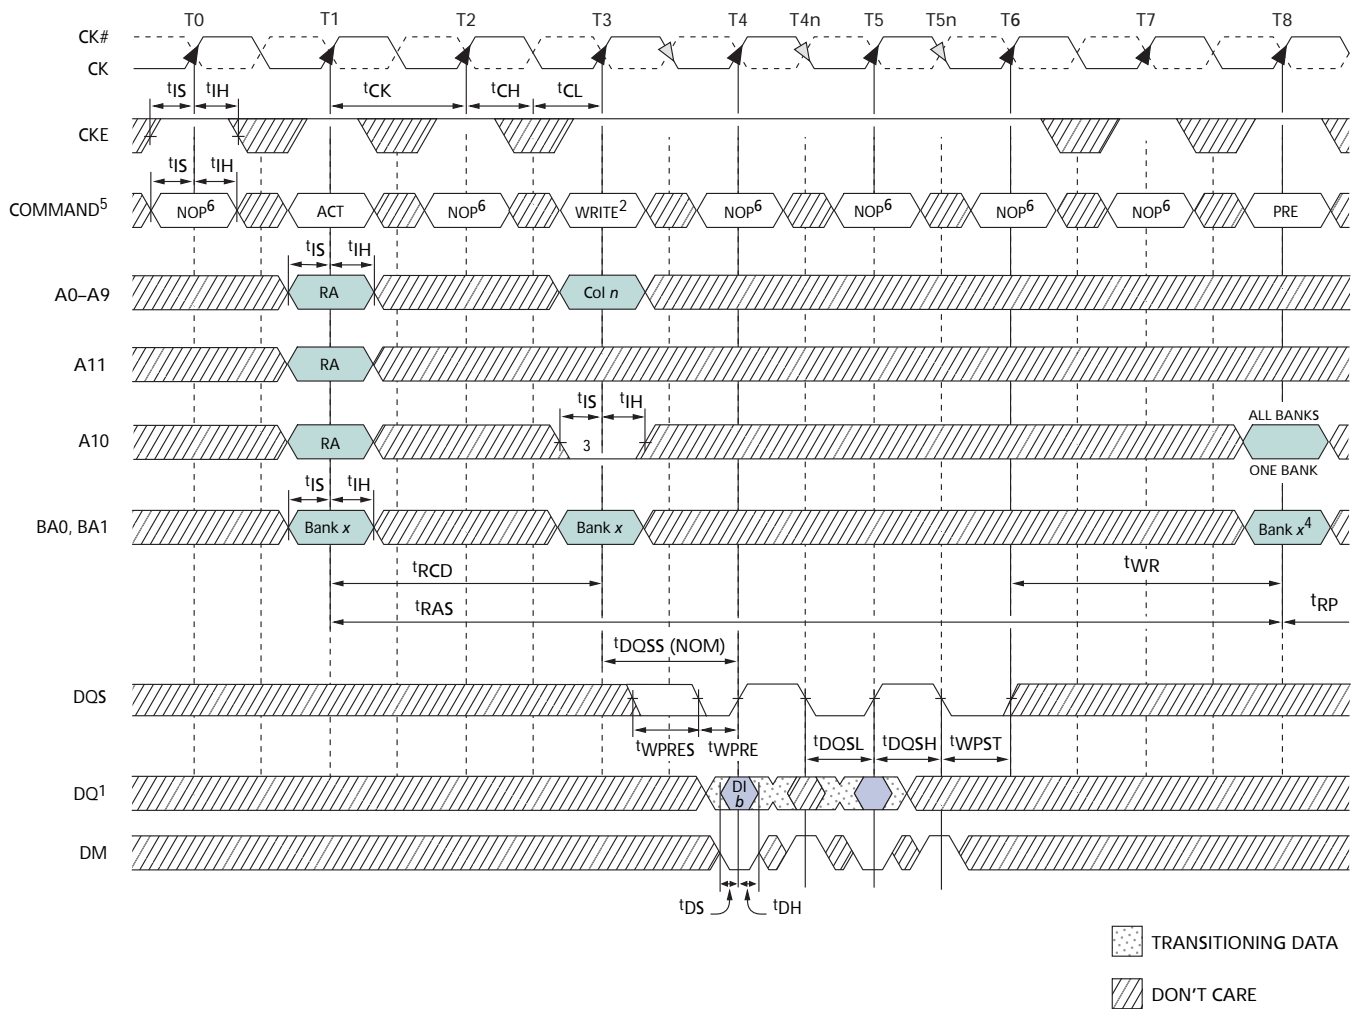 T0 T1 T2 T3 T4 T4n T5 T5n T6 T7 T8
CK#
CK
tIS tIH tCK tCH tCL
CKE
tIS tIH
COMMAND5 NOP6 ACT NOP6 WRITE2 NOP6 NOP6 NOP6 NOP6 PRE
tIS tIH
A0–A9 RA Col n
A11 RA
tIS tIH
ALL BANKS
A10 RA 3
ONE BANK
tIS tIH
BA0, BA1 Bank x Bank x Bank x4
tRCD tWR
tRAS tRP
tDQSS (NOM)
DQS
tWPRES tWPRE tDQSL tDQSH tWPST
DQ1 DI
b
DM
tDS tDH
TRANSITIONING DATA
DON'T CARE